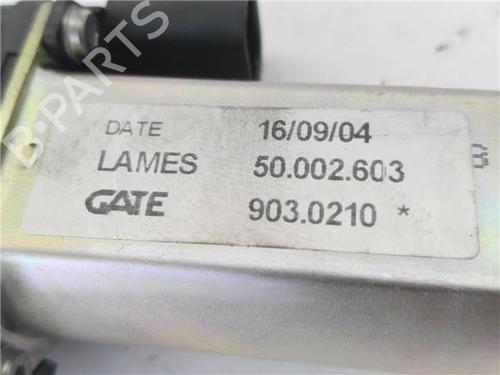 DATE 16/09/04
LAMES 50.002.603
GATE 903.0210 *
B-PARTS